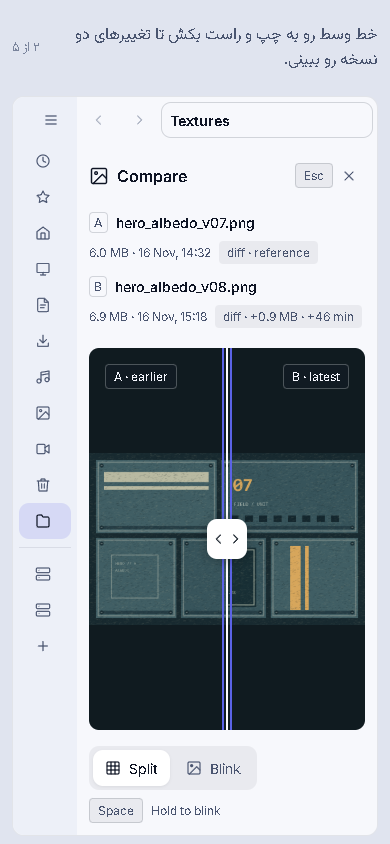 خط وسط رو به چپ و راست بکش تا تغییرهای دو
نسخه رو ببینی.
۲ از ۵
Textures
Compare
Esc
A hero_albedo_v07.png
6.0 MB · 16 Nov, 14:32 diff · reference
B hero_albedo_v08.png
6.9 MB · 16 Nov, 15:18 diff · +0.9 MB · +46 min
A · earlier
B · latest
07
Split
Blink
Space Hold to blink